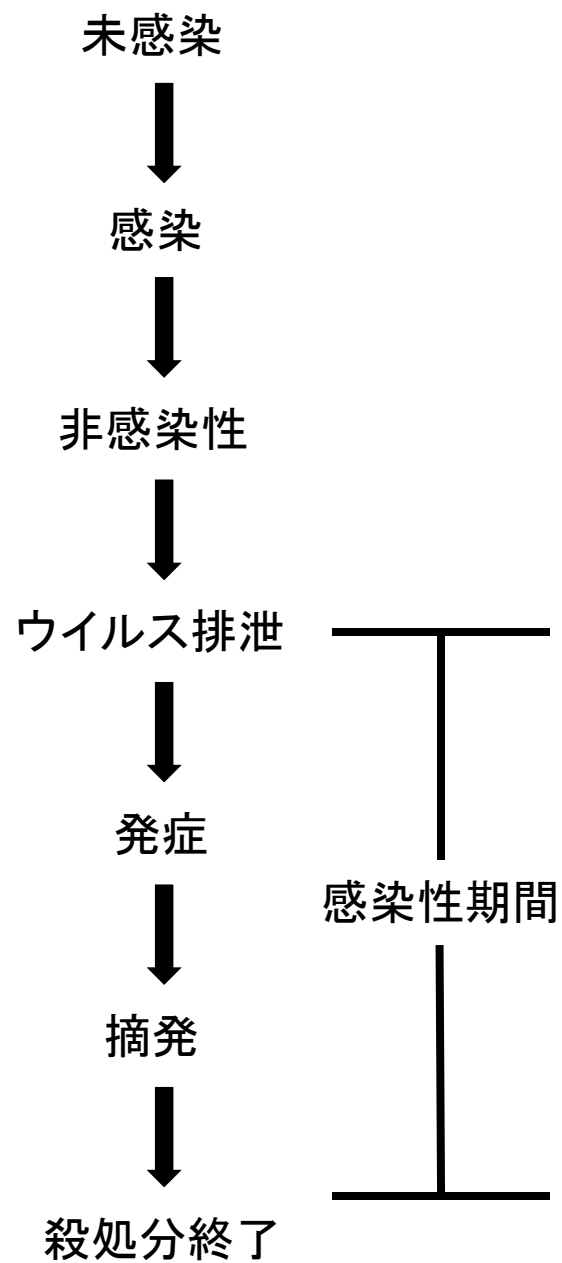 未感染
感染
非感染性
ウイルス排泄
発症
感染性期間
摘発
殺処分終了